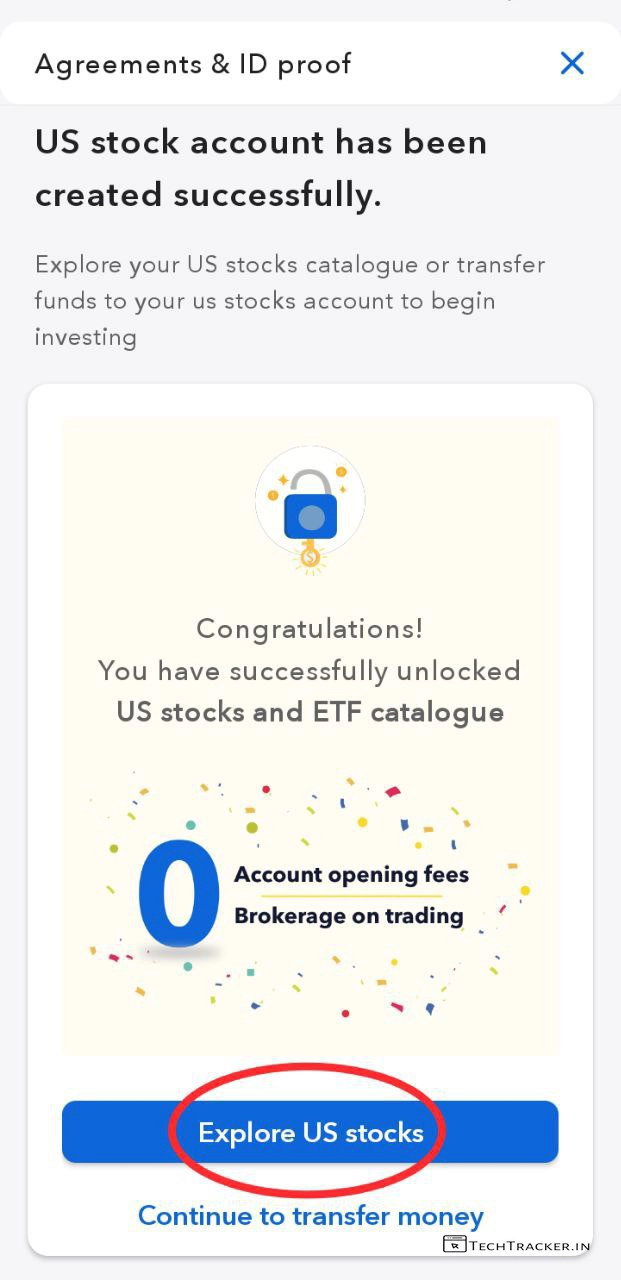 Agreements & ID proof
US stock account has been
created successfully.
Explore your US stocks catalogue or transfer
funds to your us stocks account to begin
investing
Congratulations!
You have successfully unlocked
US stocks and ETF catalogue
0
Account opening fees
Brokerage on trading
Explore US stocks
Continue to transfer money
TECHTRACKER.IN